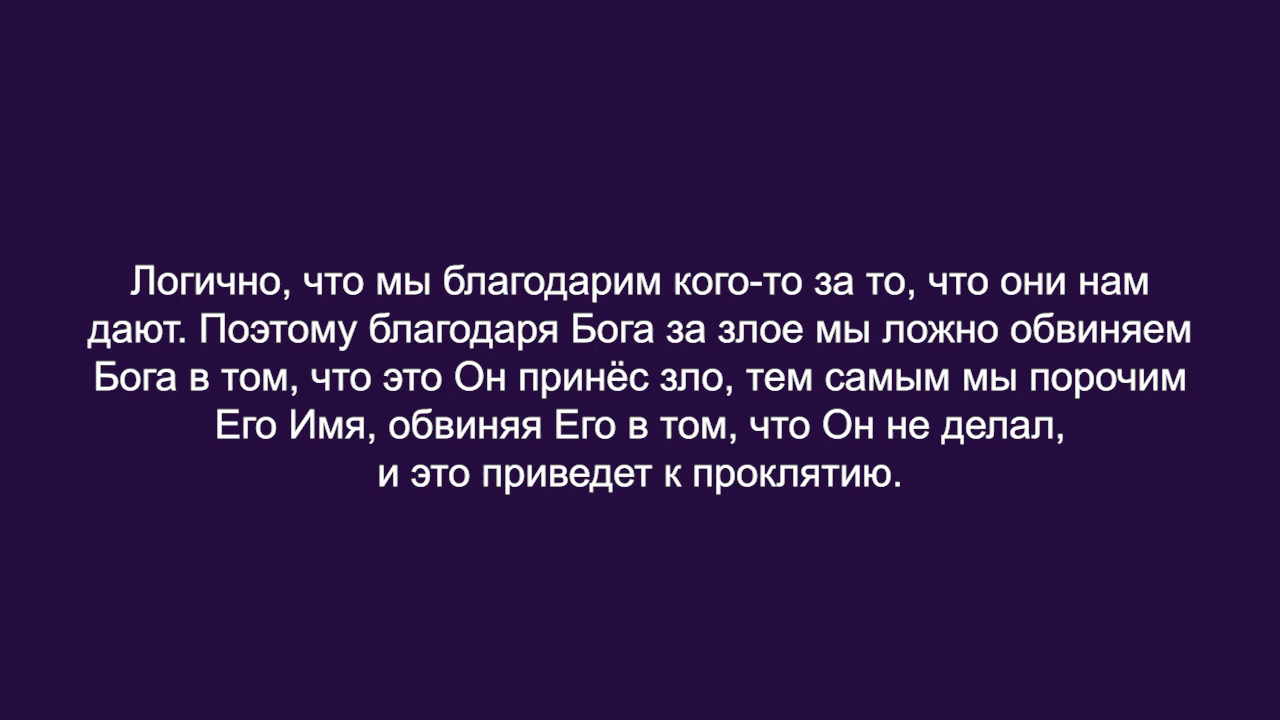 Логично, что мы благодарим кого-то за то, что они нам
дают. Поэтому благодаря Бога за злое мы ложно обвиняем
Бога в том, что это Он принёс зло, тем самым мы порочим
Его Имя, обвиняя Его в том, что Он не делал,
и это приведет к проклятию.